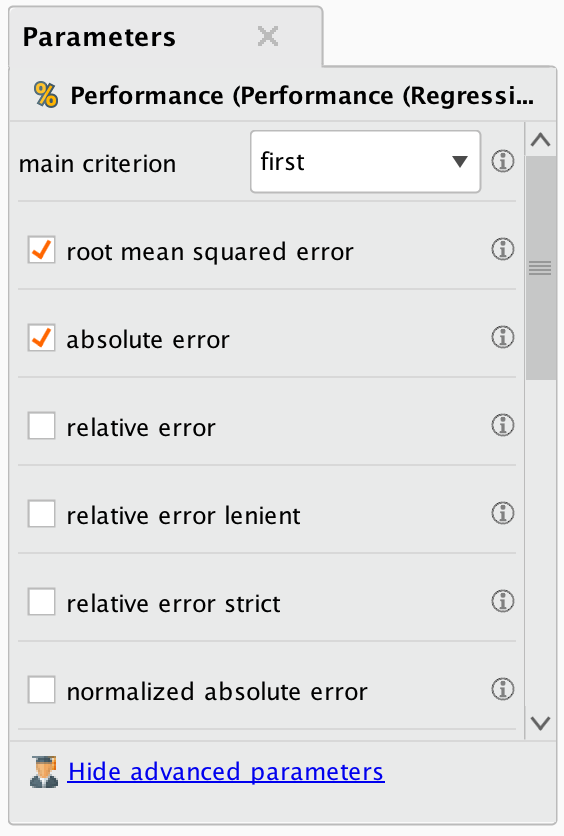 Parameters
Performance (Performance (Regressi...
main criterion
first
root mean squared error
absolute error
relative error
relative error lenient
relative error strict
normalized absolute error
Hide advanced parameters